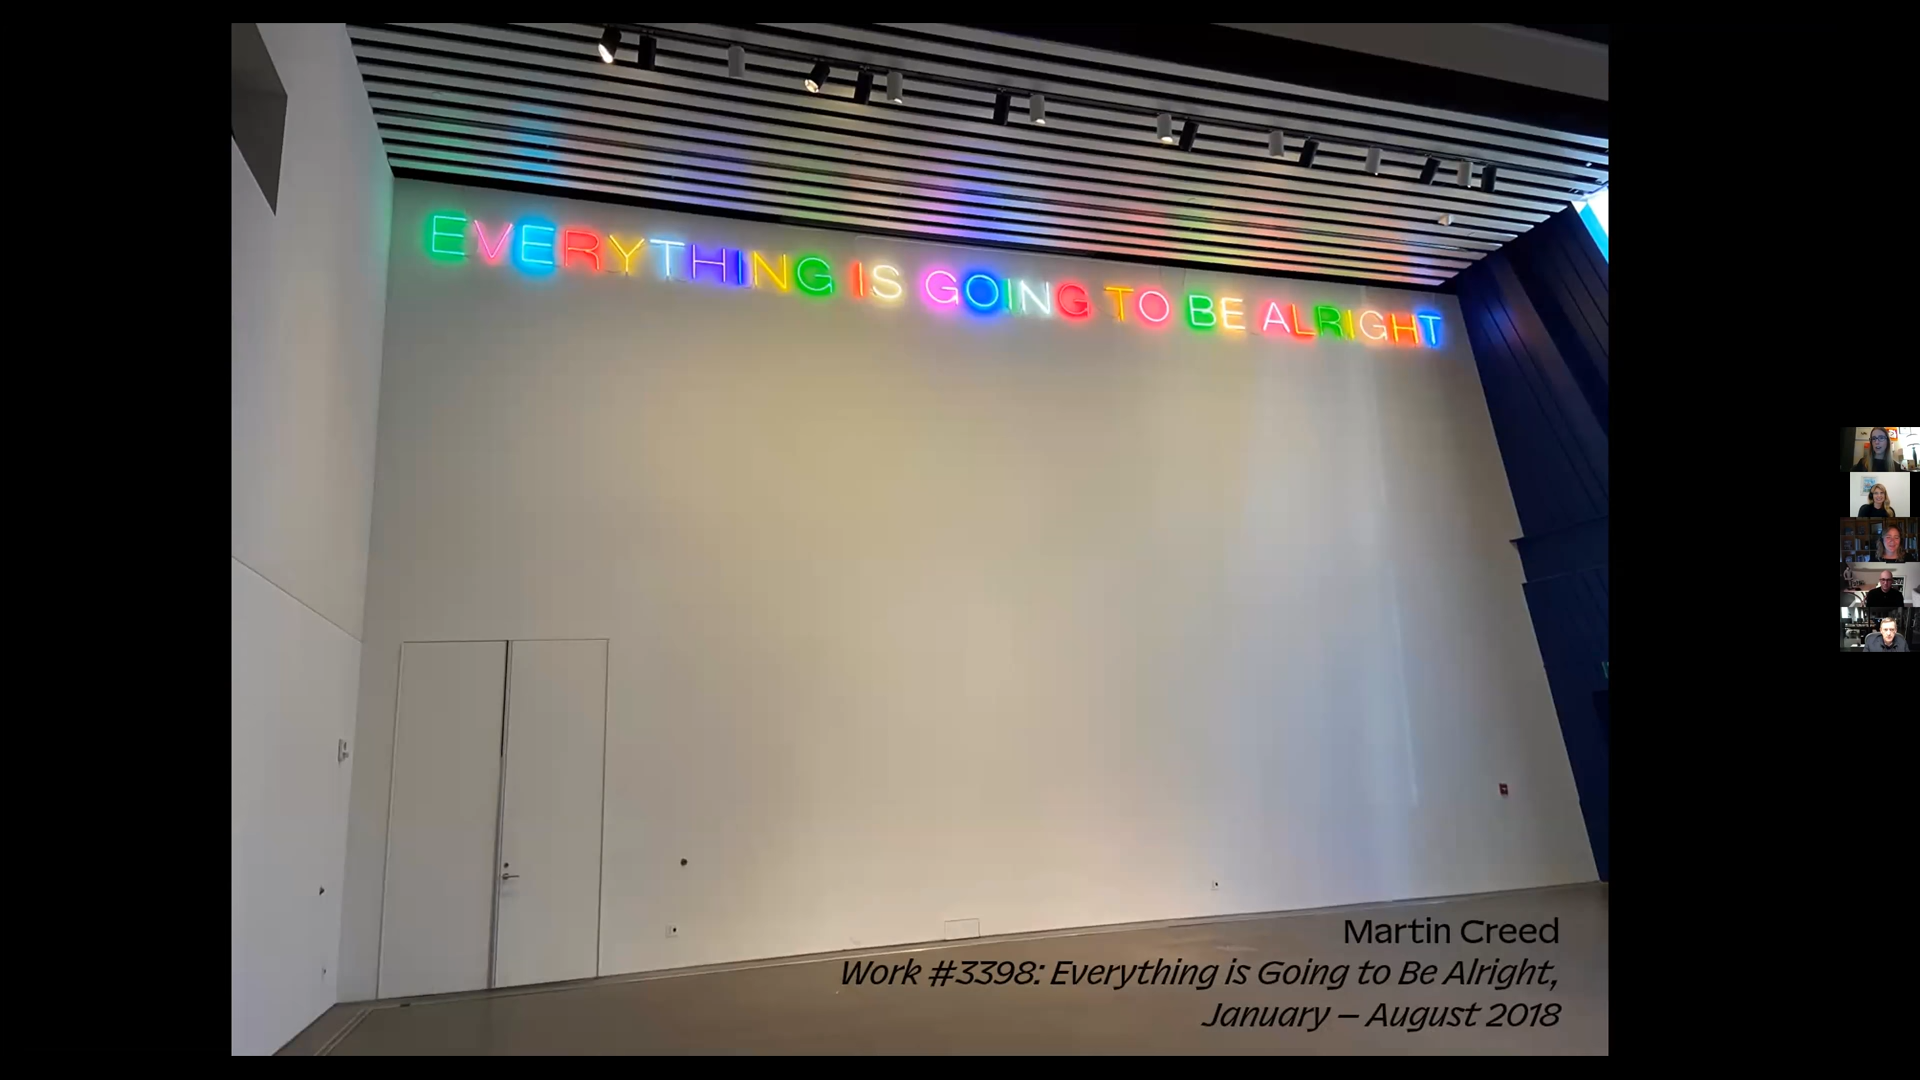 EVERYTHING IS GOING TO BE ALRIGHT
Martin Creed
Work #3398: Everything is Going to Be Alright,
January – August 2018